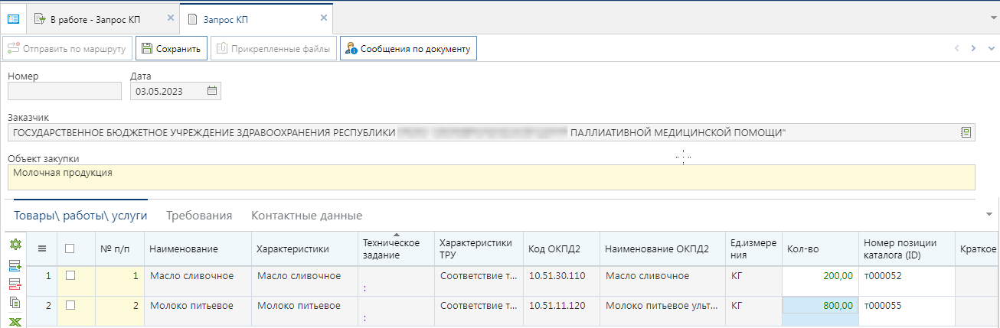 В работе - Запрос КП
Запрос КП
Отправить по маршруту Сохранить Прикрепленные файлы Сообщения по документу
Номер Дата
03.05.2023
Заказчик
ГОСУДАРСТВЕННОЕ БЮДЖЕТНОЕ УЧРЕЖДЕНИЕ ЗДРАВООХРАНЕНИЯ РЕСПУБЛИКИ ПАЛЛИАТИВНОЙ МЕДИЦИНСКОЙ ПОМОЩИ"
Объект закупки
Молочная продукция
Товары\ работы\ услуги Требования Контактные данные
№ п/п Наименование Характеристики Техническое задание Характеристики ТРУ Код ОКПД2 Наименование ОКПД2 Ед.измере ния Кол-во Номер позиции каталога (ID) Краткое
1 1 Масло сливочное Масло сливочное : Соответствие т... 10.51.30.110 Масло сливочное КГ 200,00 т000052
2 2 Молоко питьевое Молоко питьевое : Соответствие т... 10.51.11.120 Молоко питьевое ульт... КГ 800,00 т000055